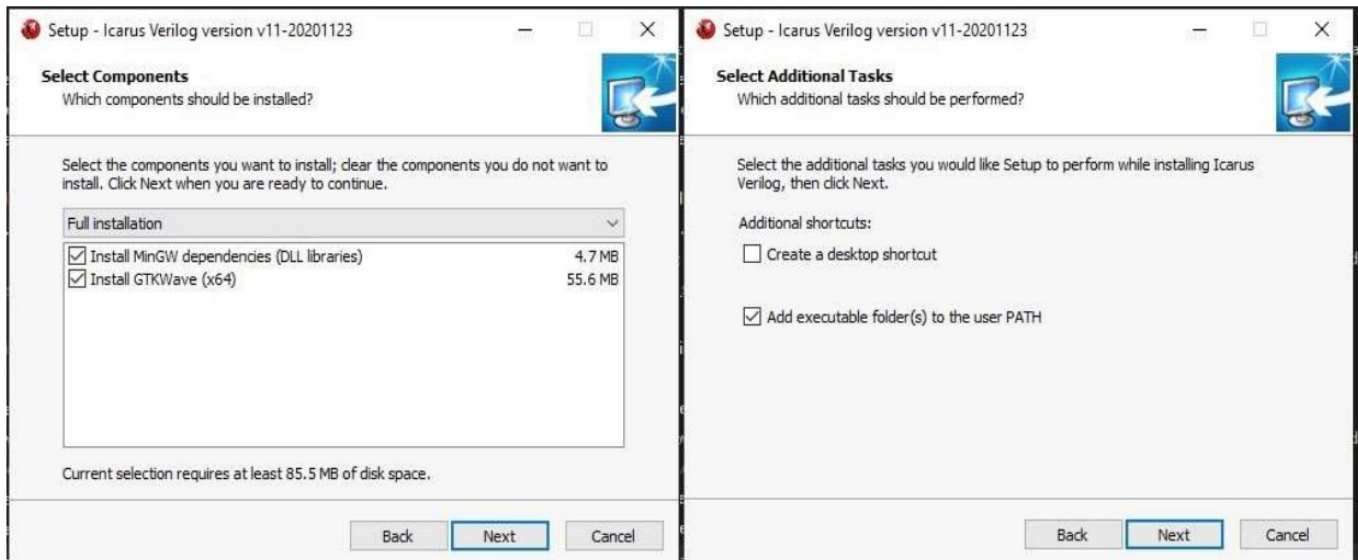 Setup - Icarus Verilog version v11-20201123
Select Components
Which components should be installed?
Select the components you want to install; clear the components you do not want to
install. Click Next when you are ready to continue.
Full installation
Install MinGW dependencies (DLL libraries) 4.7 MB
Install GTKWave (x64) 55.6 MB
Current selection requires at least 85.5 MB of disk space.
Back Next Cancel
Setup - Icarus Verilog version v11-20201123
Select Additional Tasks
Which additional tasks should be performed?
Select the additional tasks you would like Setup to perform while installing Icarus
Verilog, then click Next.
Additional shortcuts:
Create a desktop shortcut
Add executable folder(s) to the user PATH
Back Next Cancel